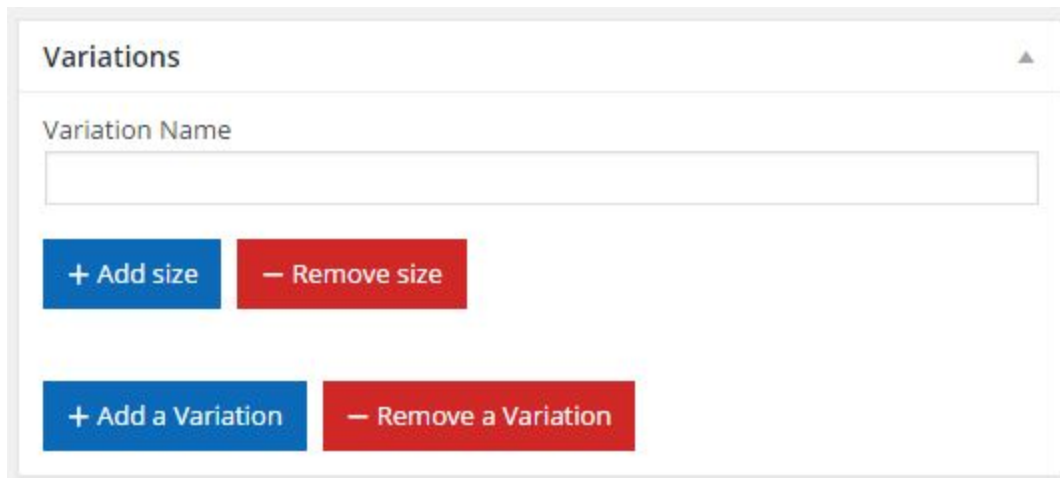 Variations
Variation Name
+ Add size − Remove size
+ Add a Variation − Remove a Variation